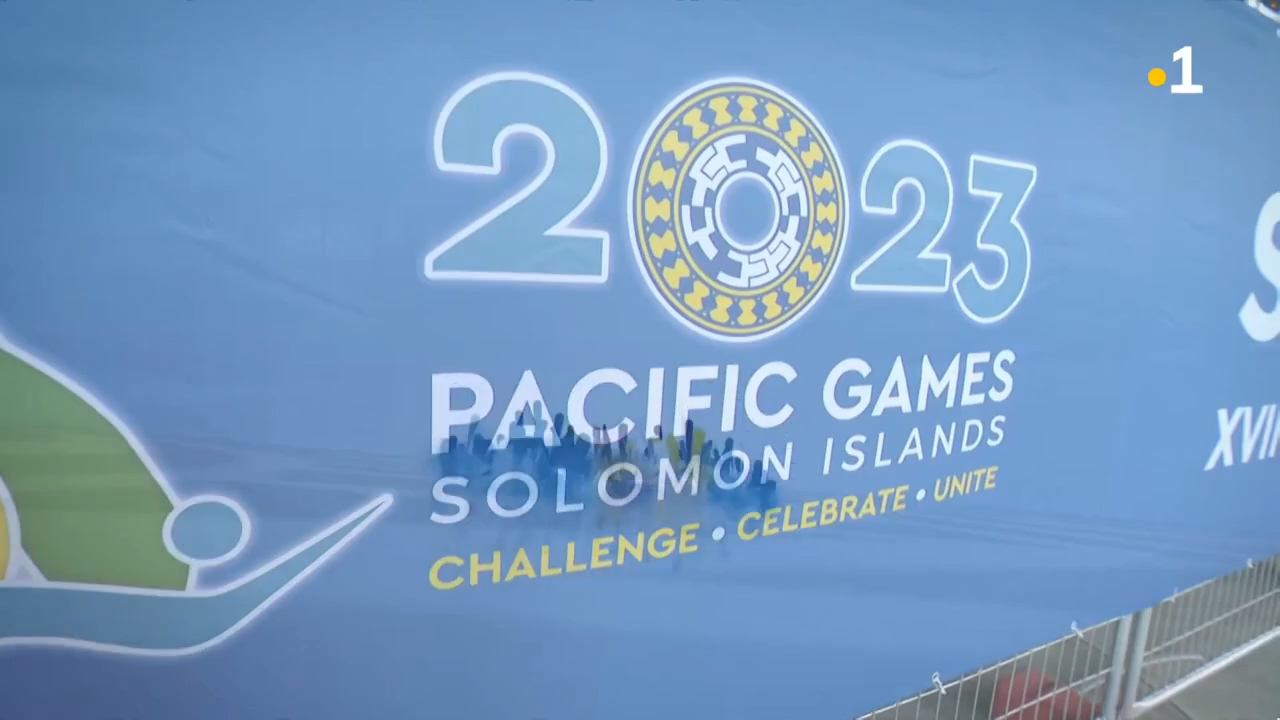 1
2023
PACIFIC GAMES
SOLOMON ISLANDS
CHALLENGE • CELEBRATE • UNITE